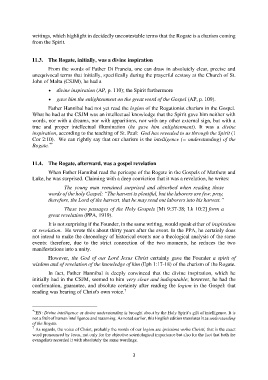 writings, which highlight in decidedly uncontestable terms that the Rogate is a charism coming
from the Spirit.
11.3. The Rogate, initially, was a divine inspiration
From the words of Father Di Francia, one can draw in absolutely clear, precise and
unequivocal terms that initially, specifically during the prayerful ecstasy at the Church of St.
John of Malta (CSJM), he had a
• divine inspiration (AP, p. 110); the Spirit furthermore
• gave him the enlightenment on the great word of the Gospel (AP, p. 109).
Father Hannibal had not yet read the logion of the Rogationist charism in the Gospel.
What he had at the CSJM was an intellectual knowledge that the Spirit gave him neither with
words, nor with a dream, nor with apparitions, nor with any other external sign, but with a
true and proper intellectual illumination (he gave him enlightenment). It was a divine
inspiration, according to the teaching of St. Paul: God has revealed to us through the Spirit (1
Cor 2:10). We can rightly say that our charism is the intelligence (= understanding) of the
Rogate.
11.4. The Rogate, afterward, was a gospel revelation
When Father Hannibal read the pericope of the Rogate in the Gospels of Matthew and
Luke, he was surprised. Claiming with a deep conviction that it was a revelation, he writes:
The young man remained surprised and absorbed when reading those
words of the holy Gospel: "The harvest is plentiful, but the laborers are few; pray,
therefore, the Lord of the harvest, that he may send out laborers into his harvest."
These two passages of the Holy Gospels [Mt 9:37-38; Lk 10:2] form a
great revelation (PPA, 1919).
It is not surprising if the Founder, in the same writing, would speak either of inspiration
or revelation. He wrote this about thirty years after the event. In the PPA, he certainly does
not intend to make the chronology of historical events nor a theological analysis of the same
events; therefore, due to the strict connection of the two moments, he reduces the two
manifestations into a unity.
However, the God of our Lord Jesus Christ certainly gave the Founder a spirit of
wisdom and of revelation of the knowledge of him (Eph 1:17-18) of the charism of the Rogate.
In fact, Father Hannibal is deeply convinced that the divine inspiration, which he
initially had in the CSJM, seemed to him very clear and indisputable; however, he had the
confirmation, guarantee, and absolute certainty after reading the logion in the Gospel: that
reading was hearing of Christ's own voice.
EN: Divine intelligence or divine understanding is brought about by the Holy Spirit's gift of intelligence. It is
not a fruit of human intelligence and reasoning. As noted earlier, this English edition translates it as understanding
of the Rogate.
As regards, the voice of Christ, probably the words of our logion are ipsissima verba Christi, that is the exact
word pronounced by Jesus, not only for the objective soteriological importance but also for the fact that both the
evangelists recorded it with absolutely the same wordings.
3